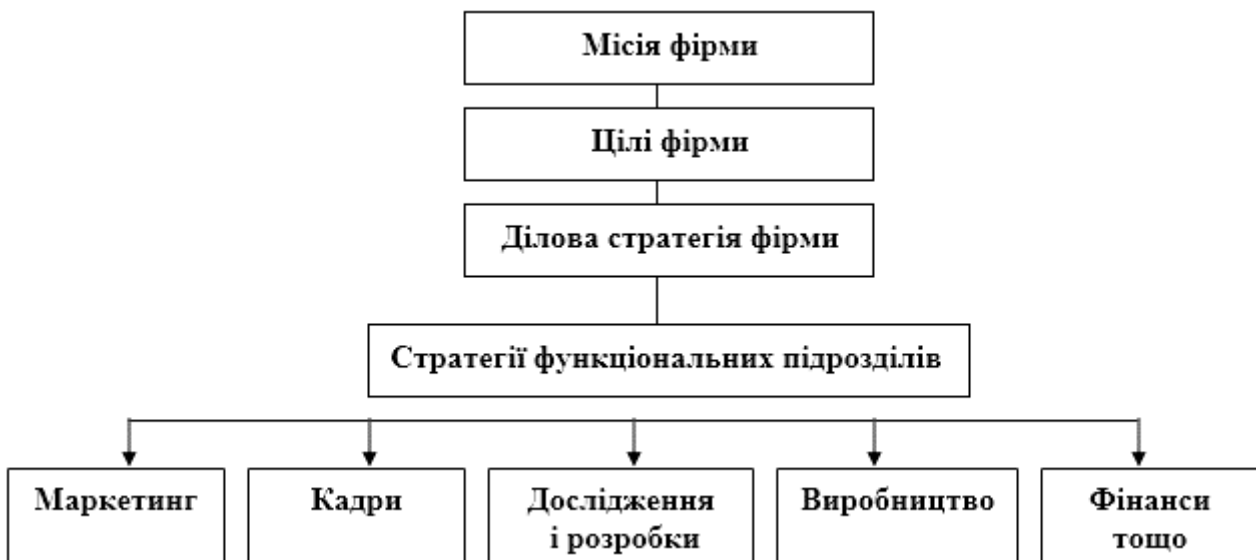 Місія фірми
Цілі фірми
Ділова стратегія фірми
Стратегії функціональних підрозділів
Маркетинг
Кадри
Дослідження
і розробки
Виробництво
Фінанси
тощо